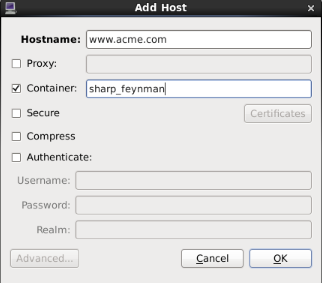 Add Host
Hostname: www.acme.com
Proxy:
Container: sharp_feynman
Secure Certificates
Compress
Authenticate:
Username:
Password:
Realm:
Advanced... Cancel OK